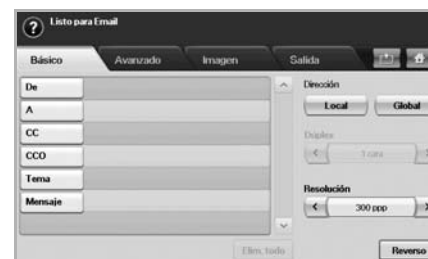 ? Listo para Email
Básico Avanzado Imagen Salida
De
A
CC
CCO
Tema
Mensaje
Dirección
Local Global
Dúplex
< 1 cara >
Resolución
< 300 ppp >
Elim. todo
Reverso